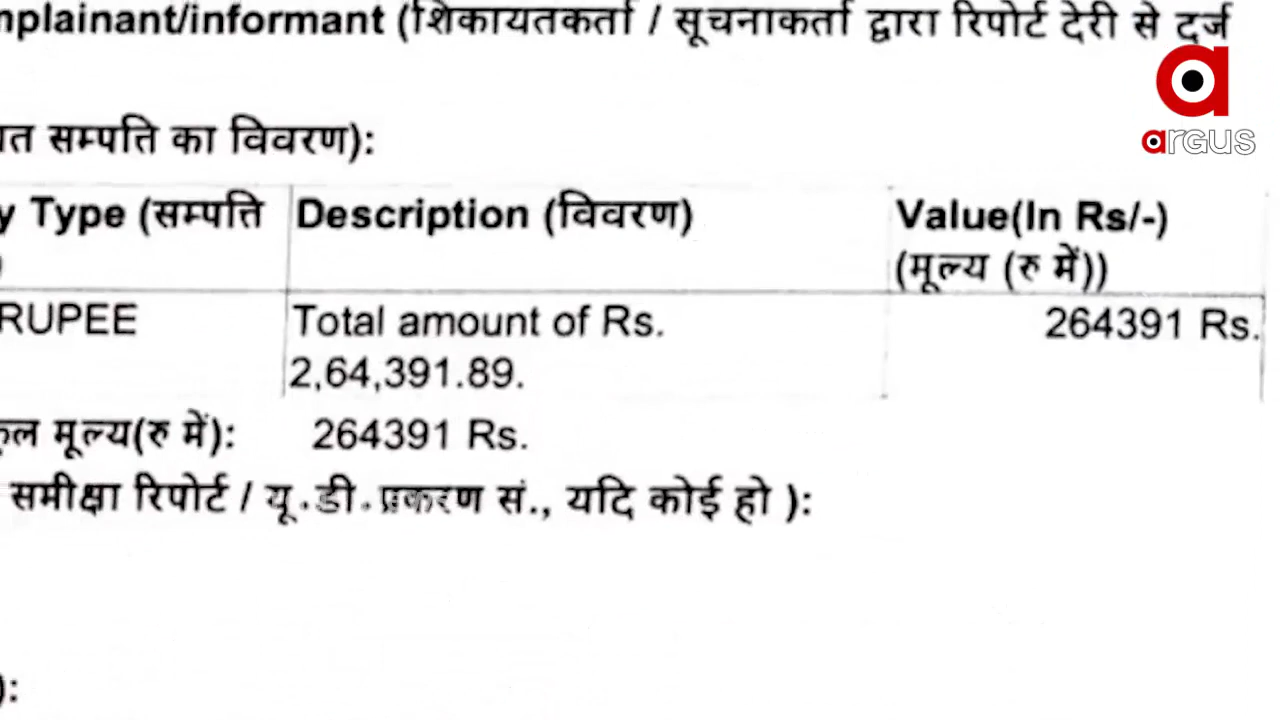 nplainant/informant (शिकायतकर्ता / सूचनाकर्ता द्वारा रिपोर्ट देरी से दर्ज
argus
सम्पति का विवरण):
Type (सम्पति
Description (विवरण)
Value(In Rs/-)
(मूल्य (रु में))
RUPEE
Total amount of Rs.
2,64,391.89.
264391 Rs.
मूल्य(रु में): 264391 Rs.
समीक्षा रिपोर्ट / यू.डी.प्रकरण सं., यदि कोई हो ):
):